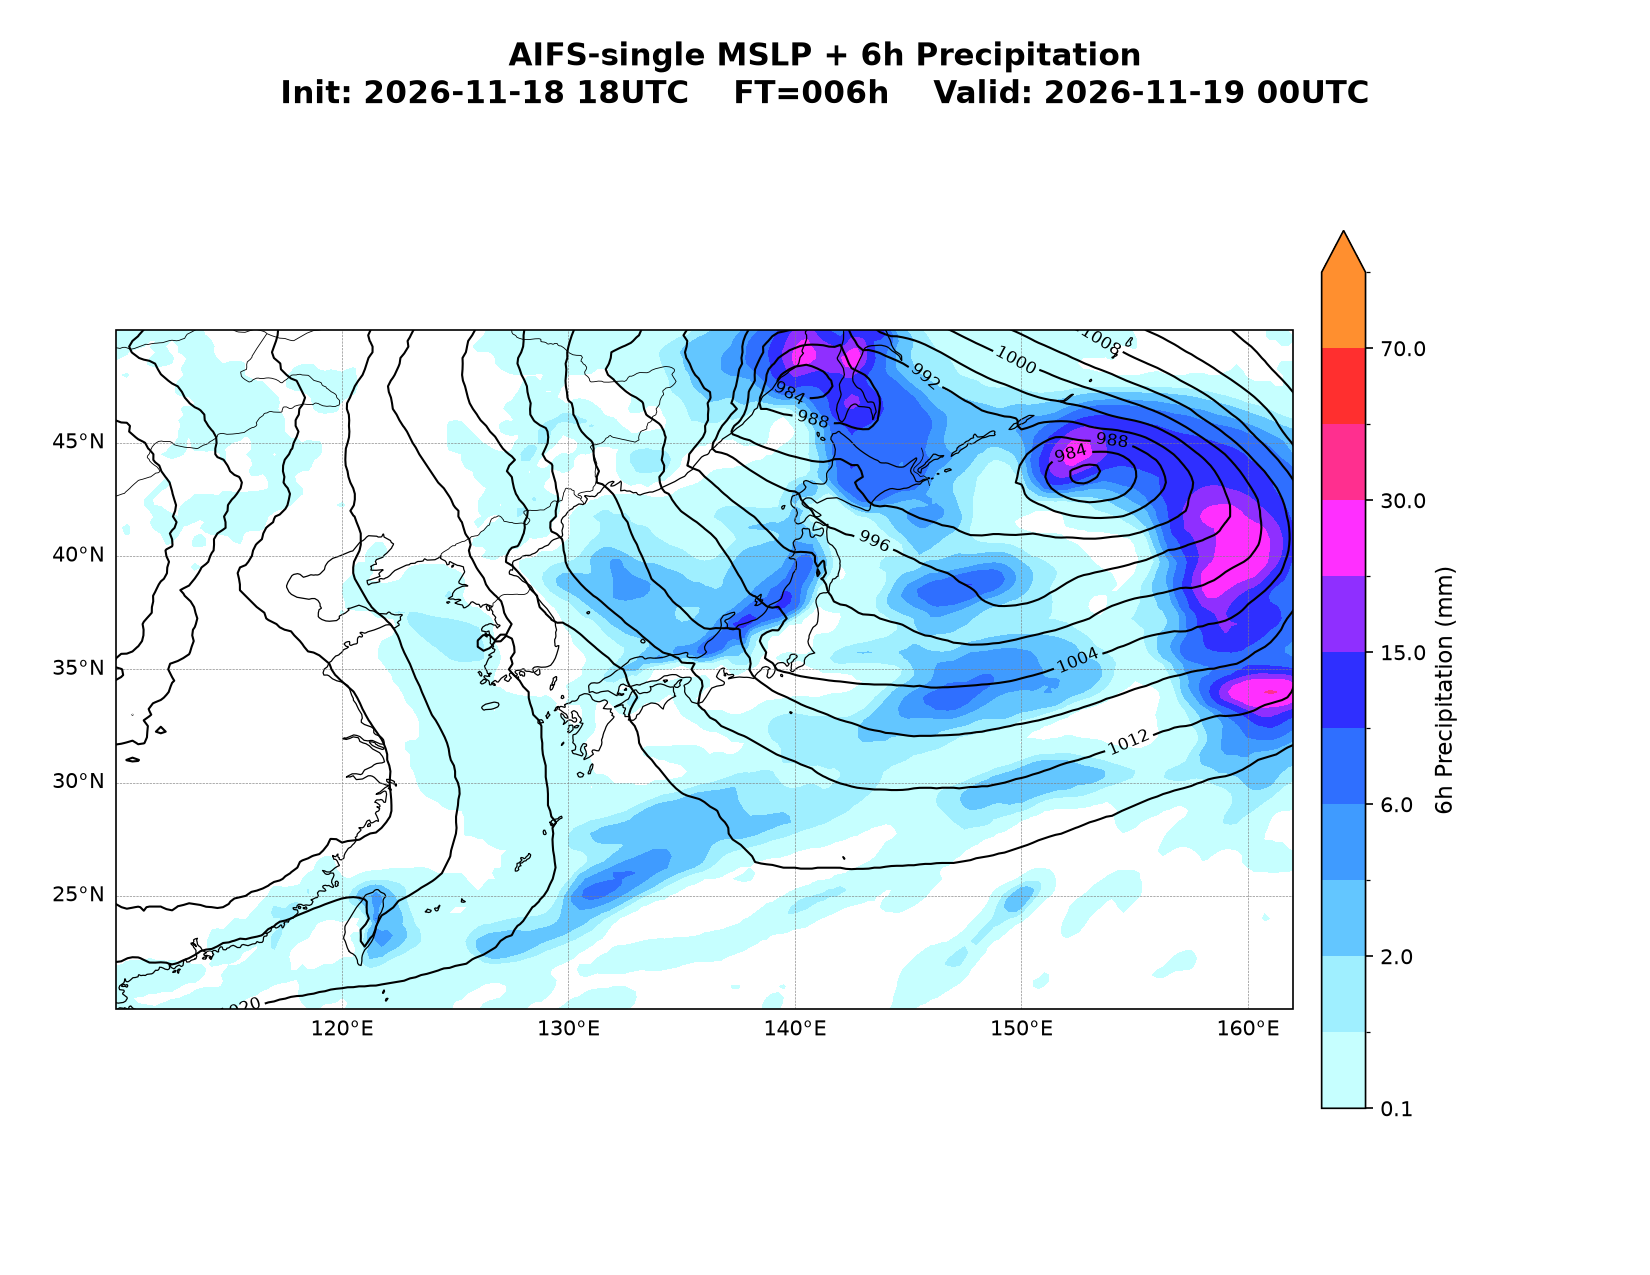 AIFS-single MSLP + 6h Precipitation
Init: 2026-11-18 18UTC    FT=006h    Valid: 2026-11-19 00UTC
1008
1000
992
984
988
988
984
996
4
1004
1012
020
45°N
40°N
35°N
30°N
25°N
120°E
130°E
140°E
150°E
160°E
70.0
30.0
15.0
6.0
2.0
0.1
6h Precipitation (mm)